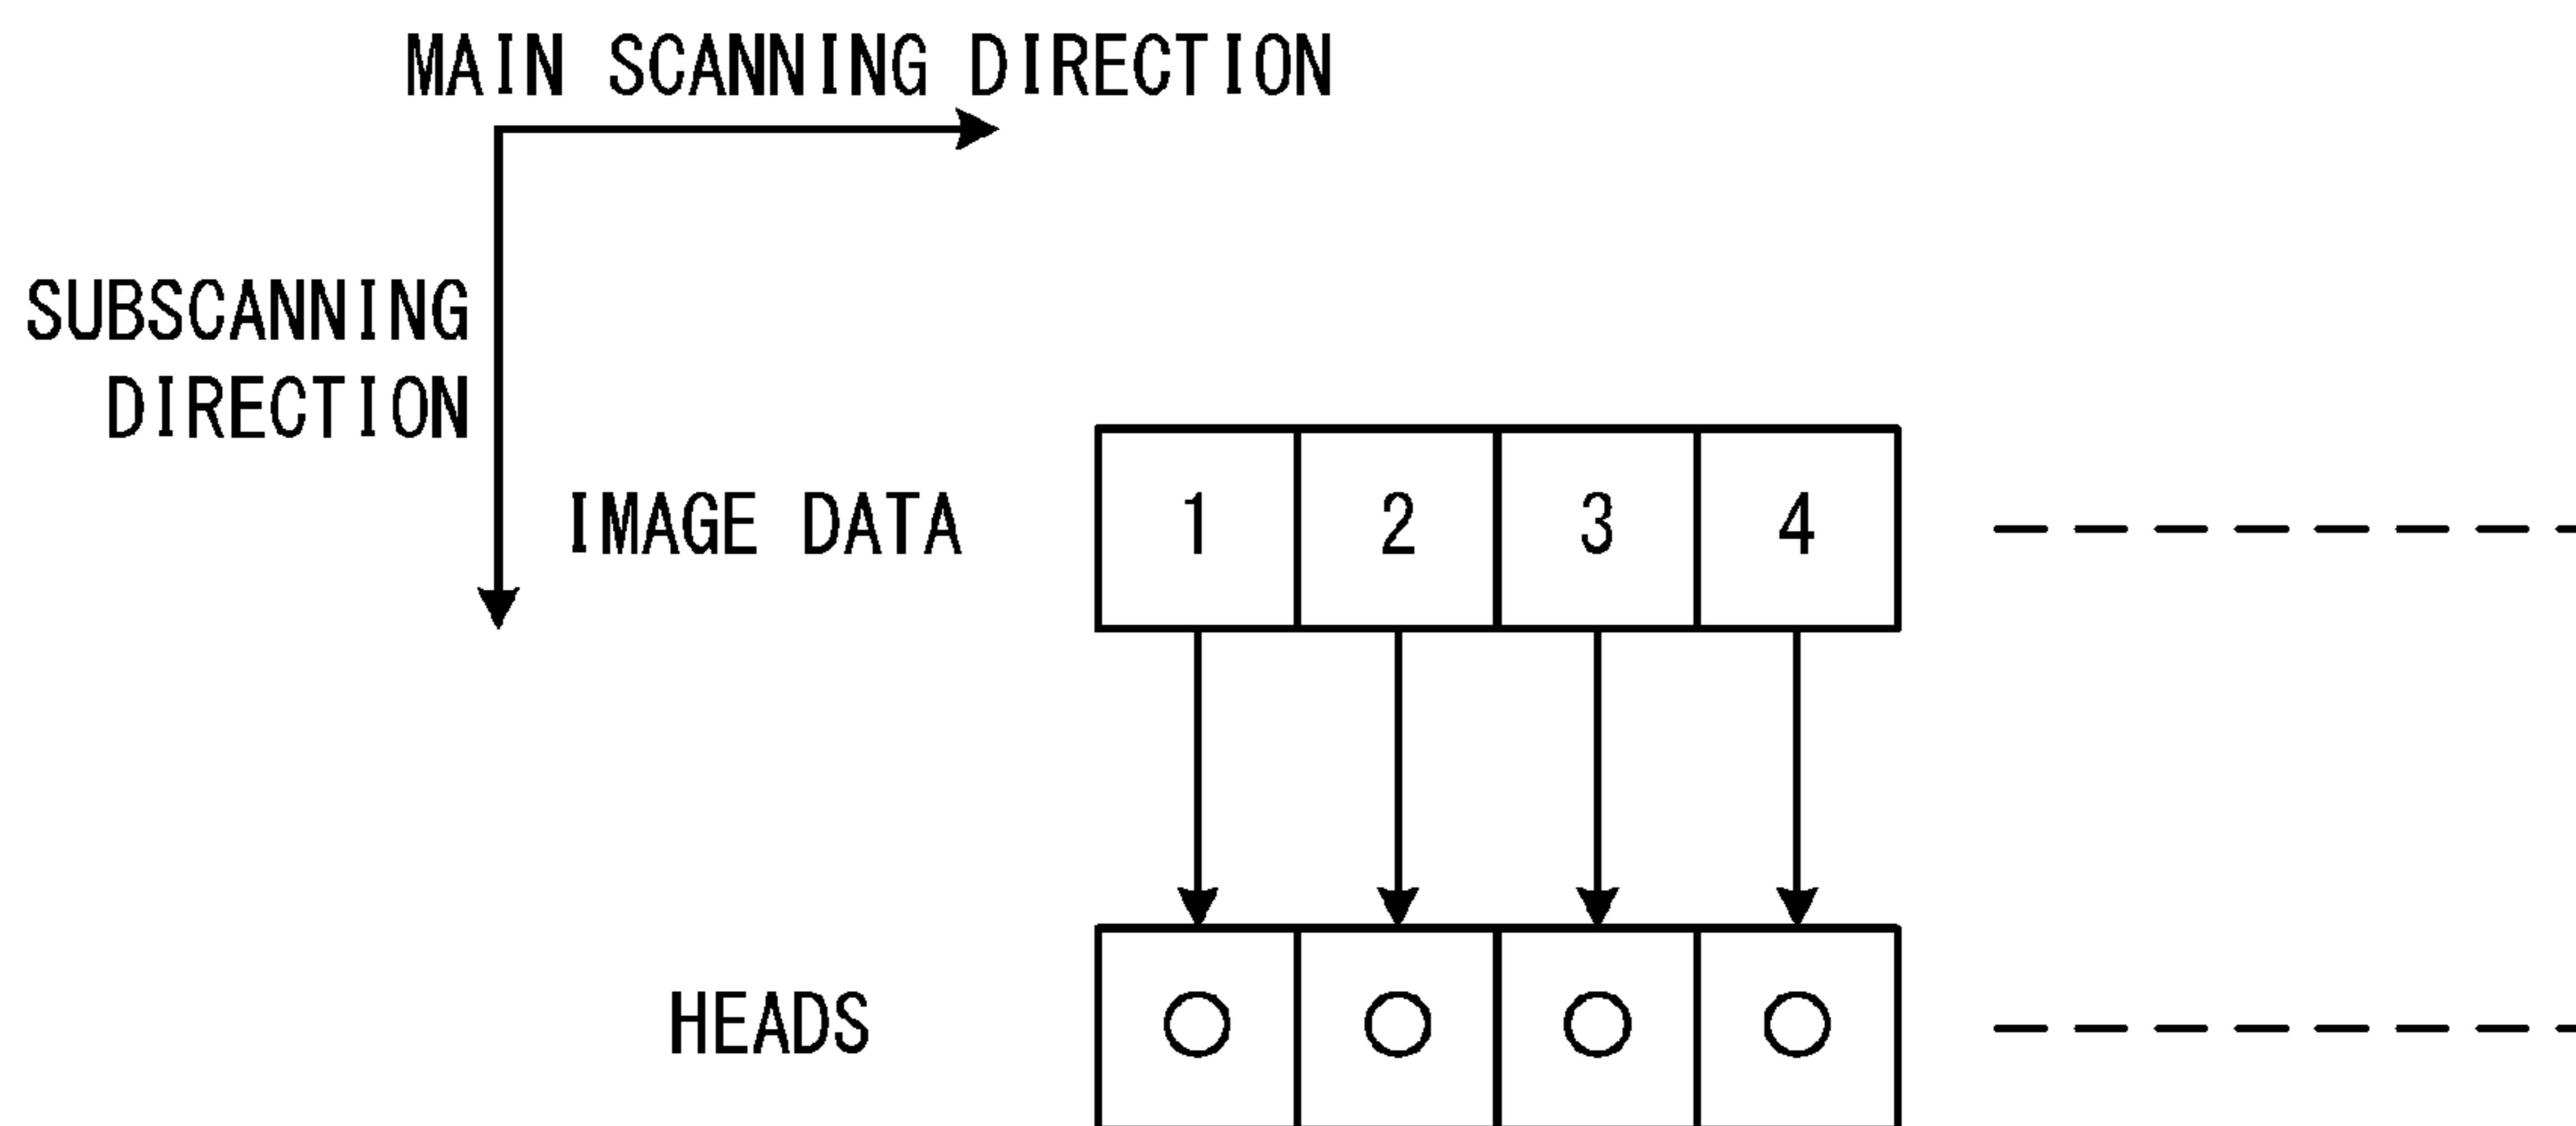 MAIN SCANNING DIRECTION
SUBSCANNING
DIRECTION
IMAGE DATA 1 2 3 4
HEADS